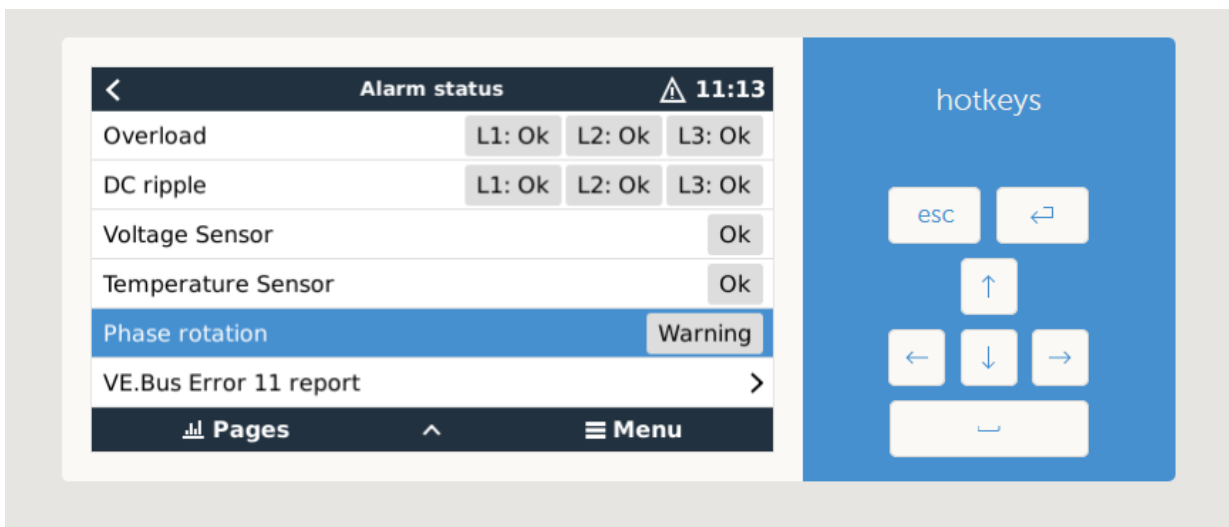 Alarm status 11:13
Overload L1: Ok L2: Ok L3: Ok
DC ripple L1: Ok L2: Ok L3: Ok
Voltage Sensor Ok
Temperature Sensor Ok
Phase rotation Warning
VE.Bus Error 11 report
Pages Menu
hotkeys
esc